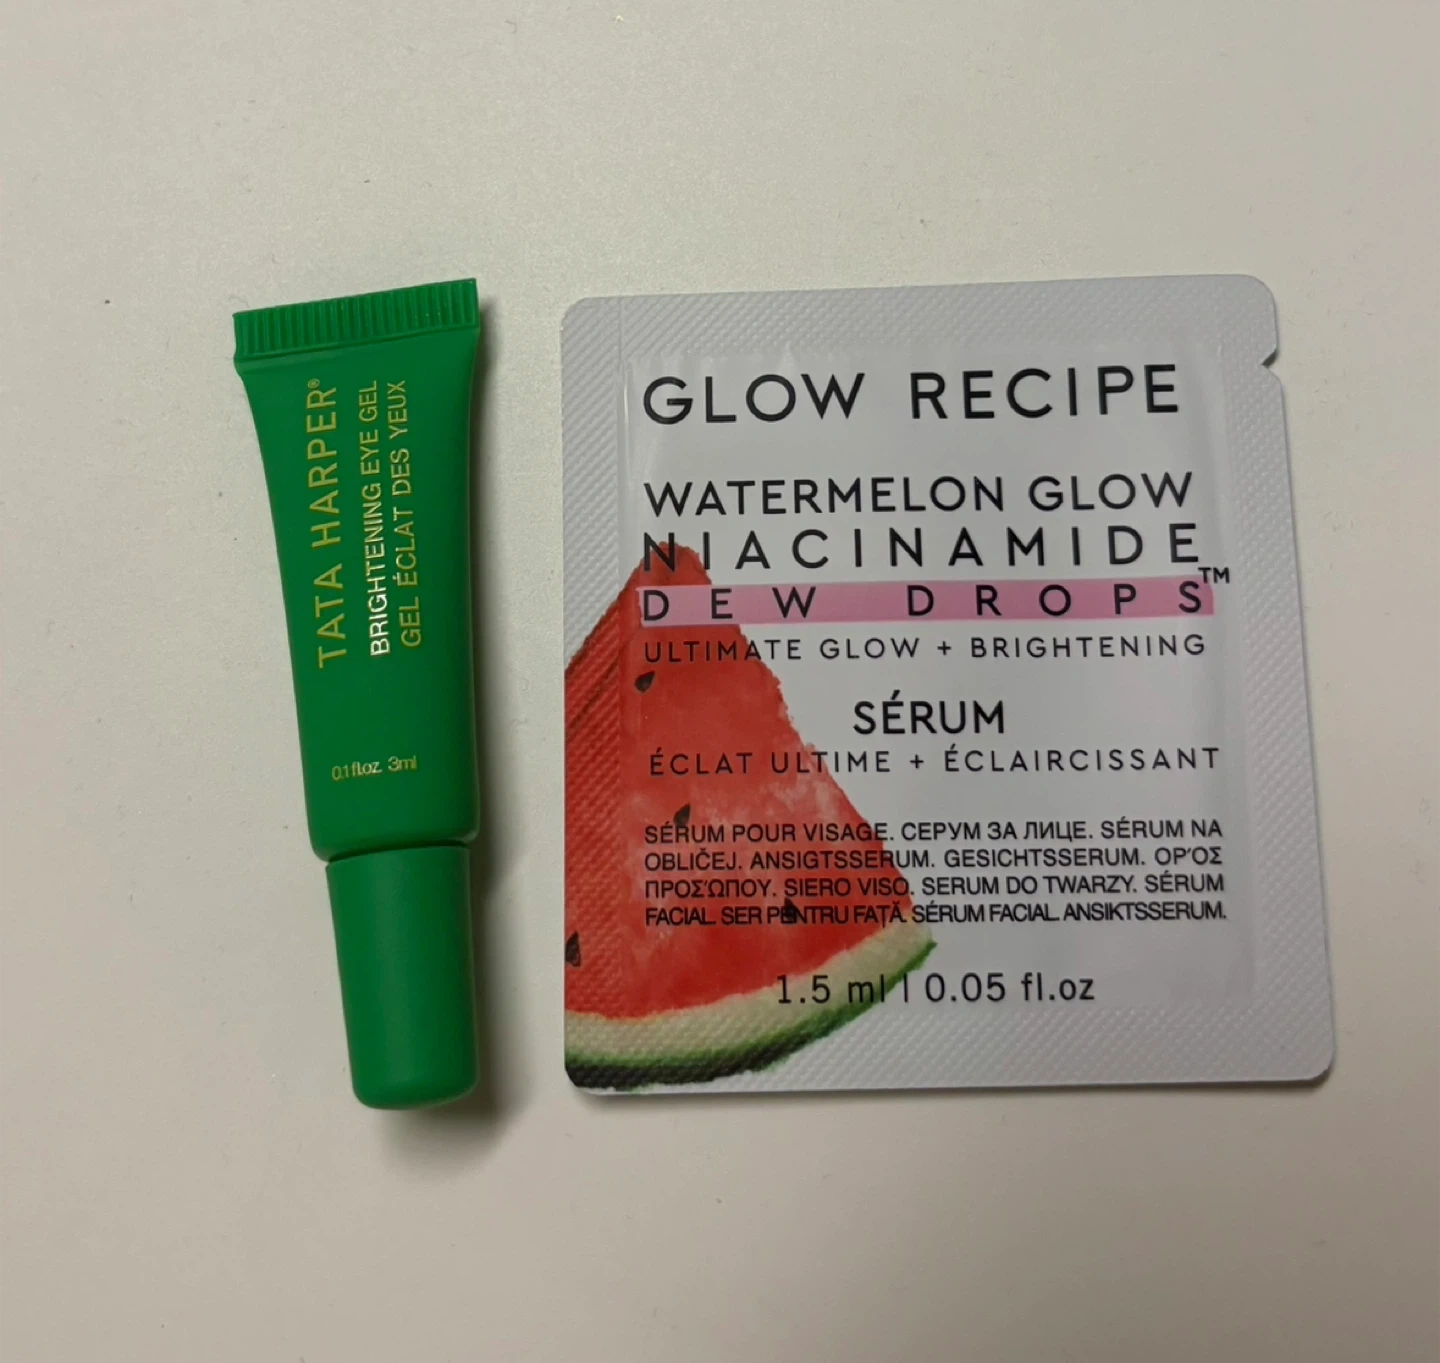 TATA HARPER®
BRIGHTENING EYE GEL
GEL ÉCLAT DES YEUX
0.1 fl.oz. 3ml
GLOW RECIPE
WATERMELON GLOW
NIACINAMIDE
DEW DROPS™
ULTIMATE GLOW + BRIGHTENING
SÉRUM
ÉCLAT ULTIME + ÉCLAIRCISSANT
SÉRUM POUR VISAGE. СЕРУМ ЗА ЛИЦЕ. SÉRUM NA
OBLIČEJ. ANSIGTSSERUM. GESICHTSSERUM. ΟΡΌΣ
ΠΡΟΣΏΠΟΥ. SIERO VISO. SERUM DO TWARZY. SÉRUM
FACIAL. SER PENTRU FAȚĂ. SÉRUM FACIAL. ANSIKTSSERUM.
1.5 ml | 0.05 fl.oz